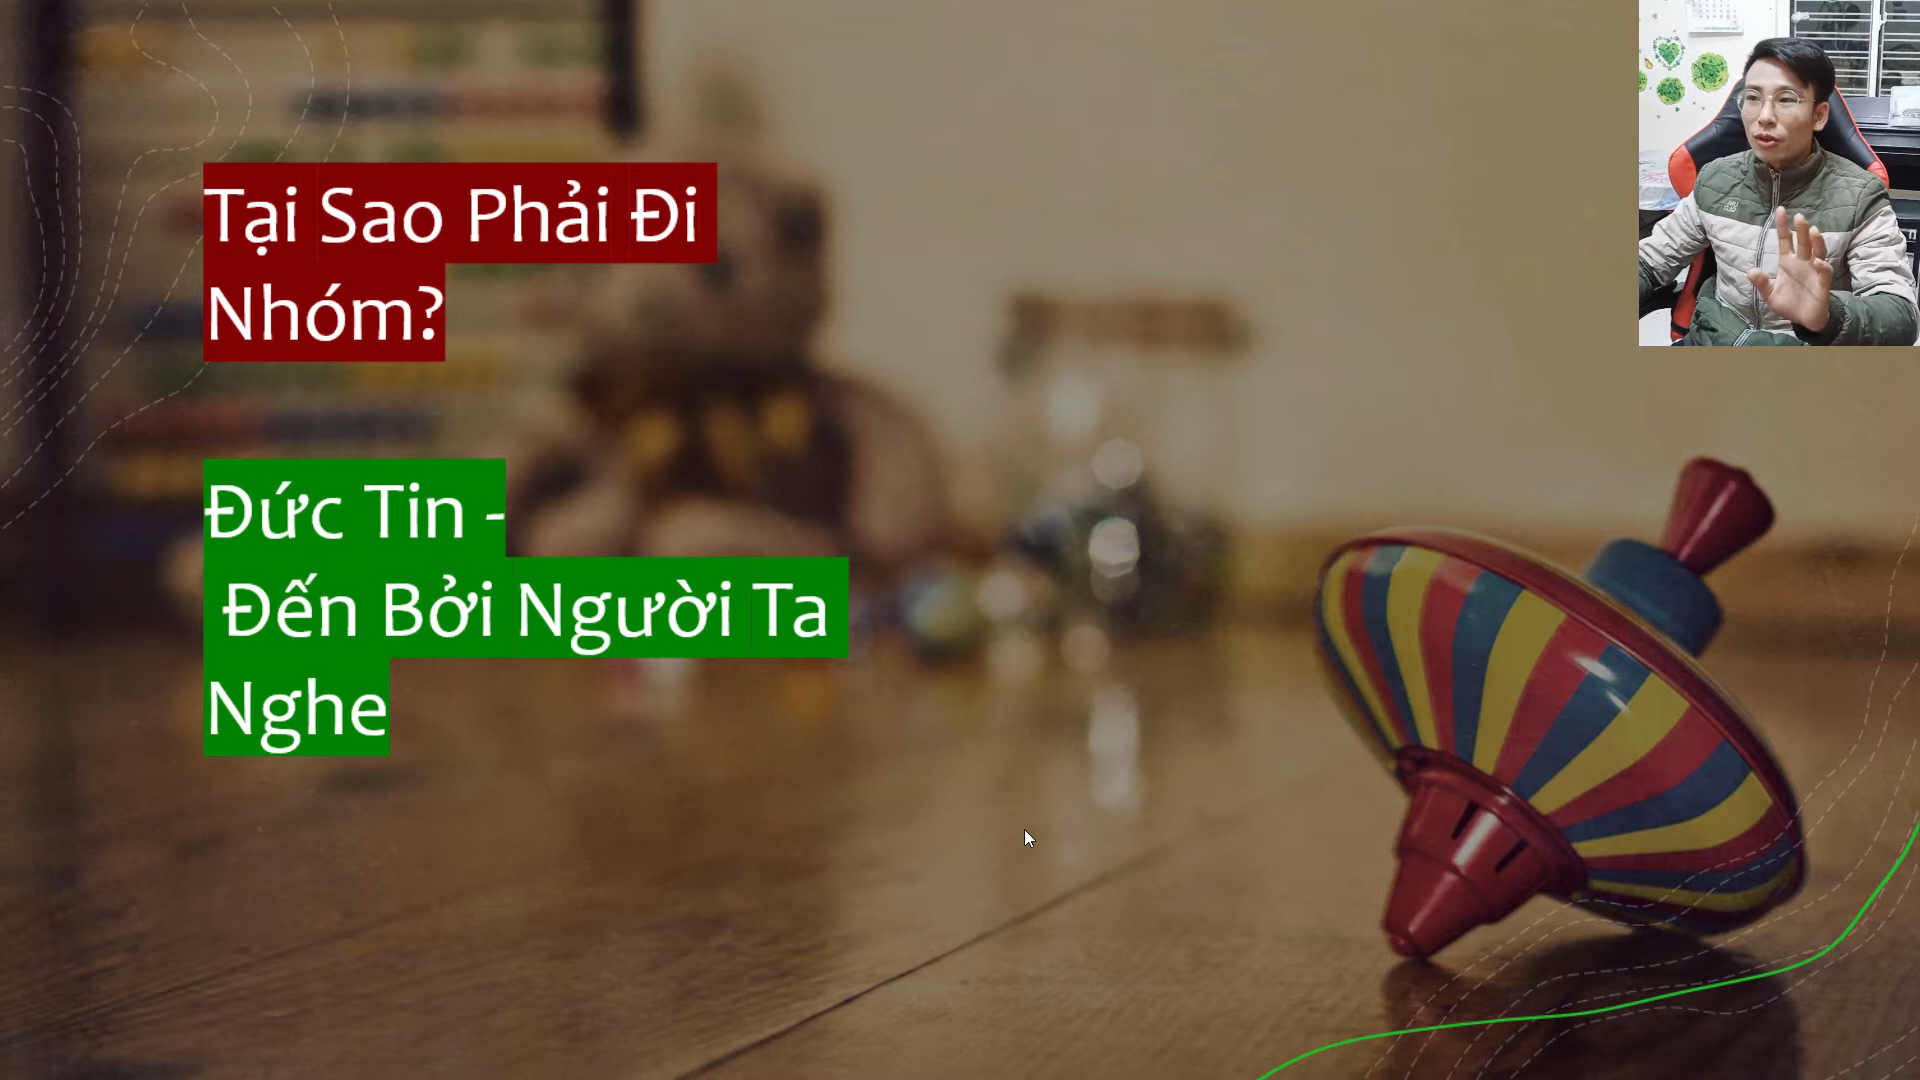 Tại Sao Phải Đi
Nhóm?
Đức Tin -
Đến Bởi Người Ta
Nghe